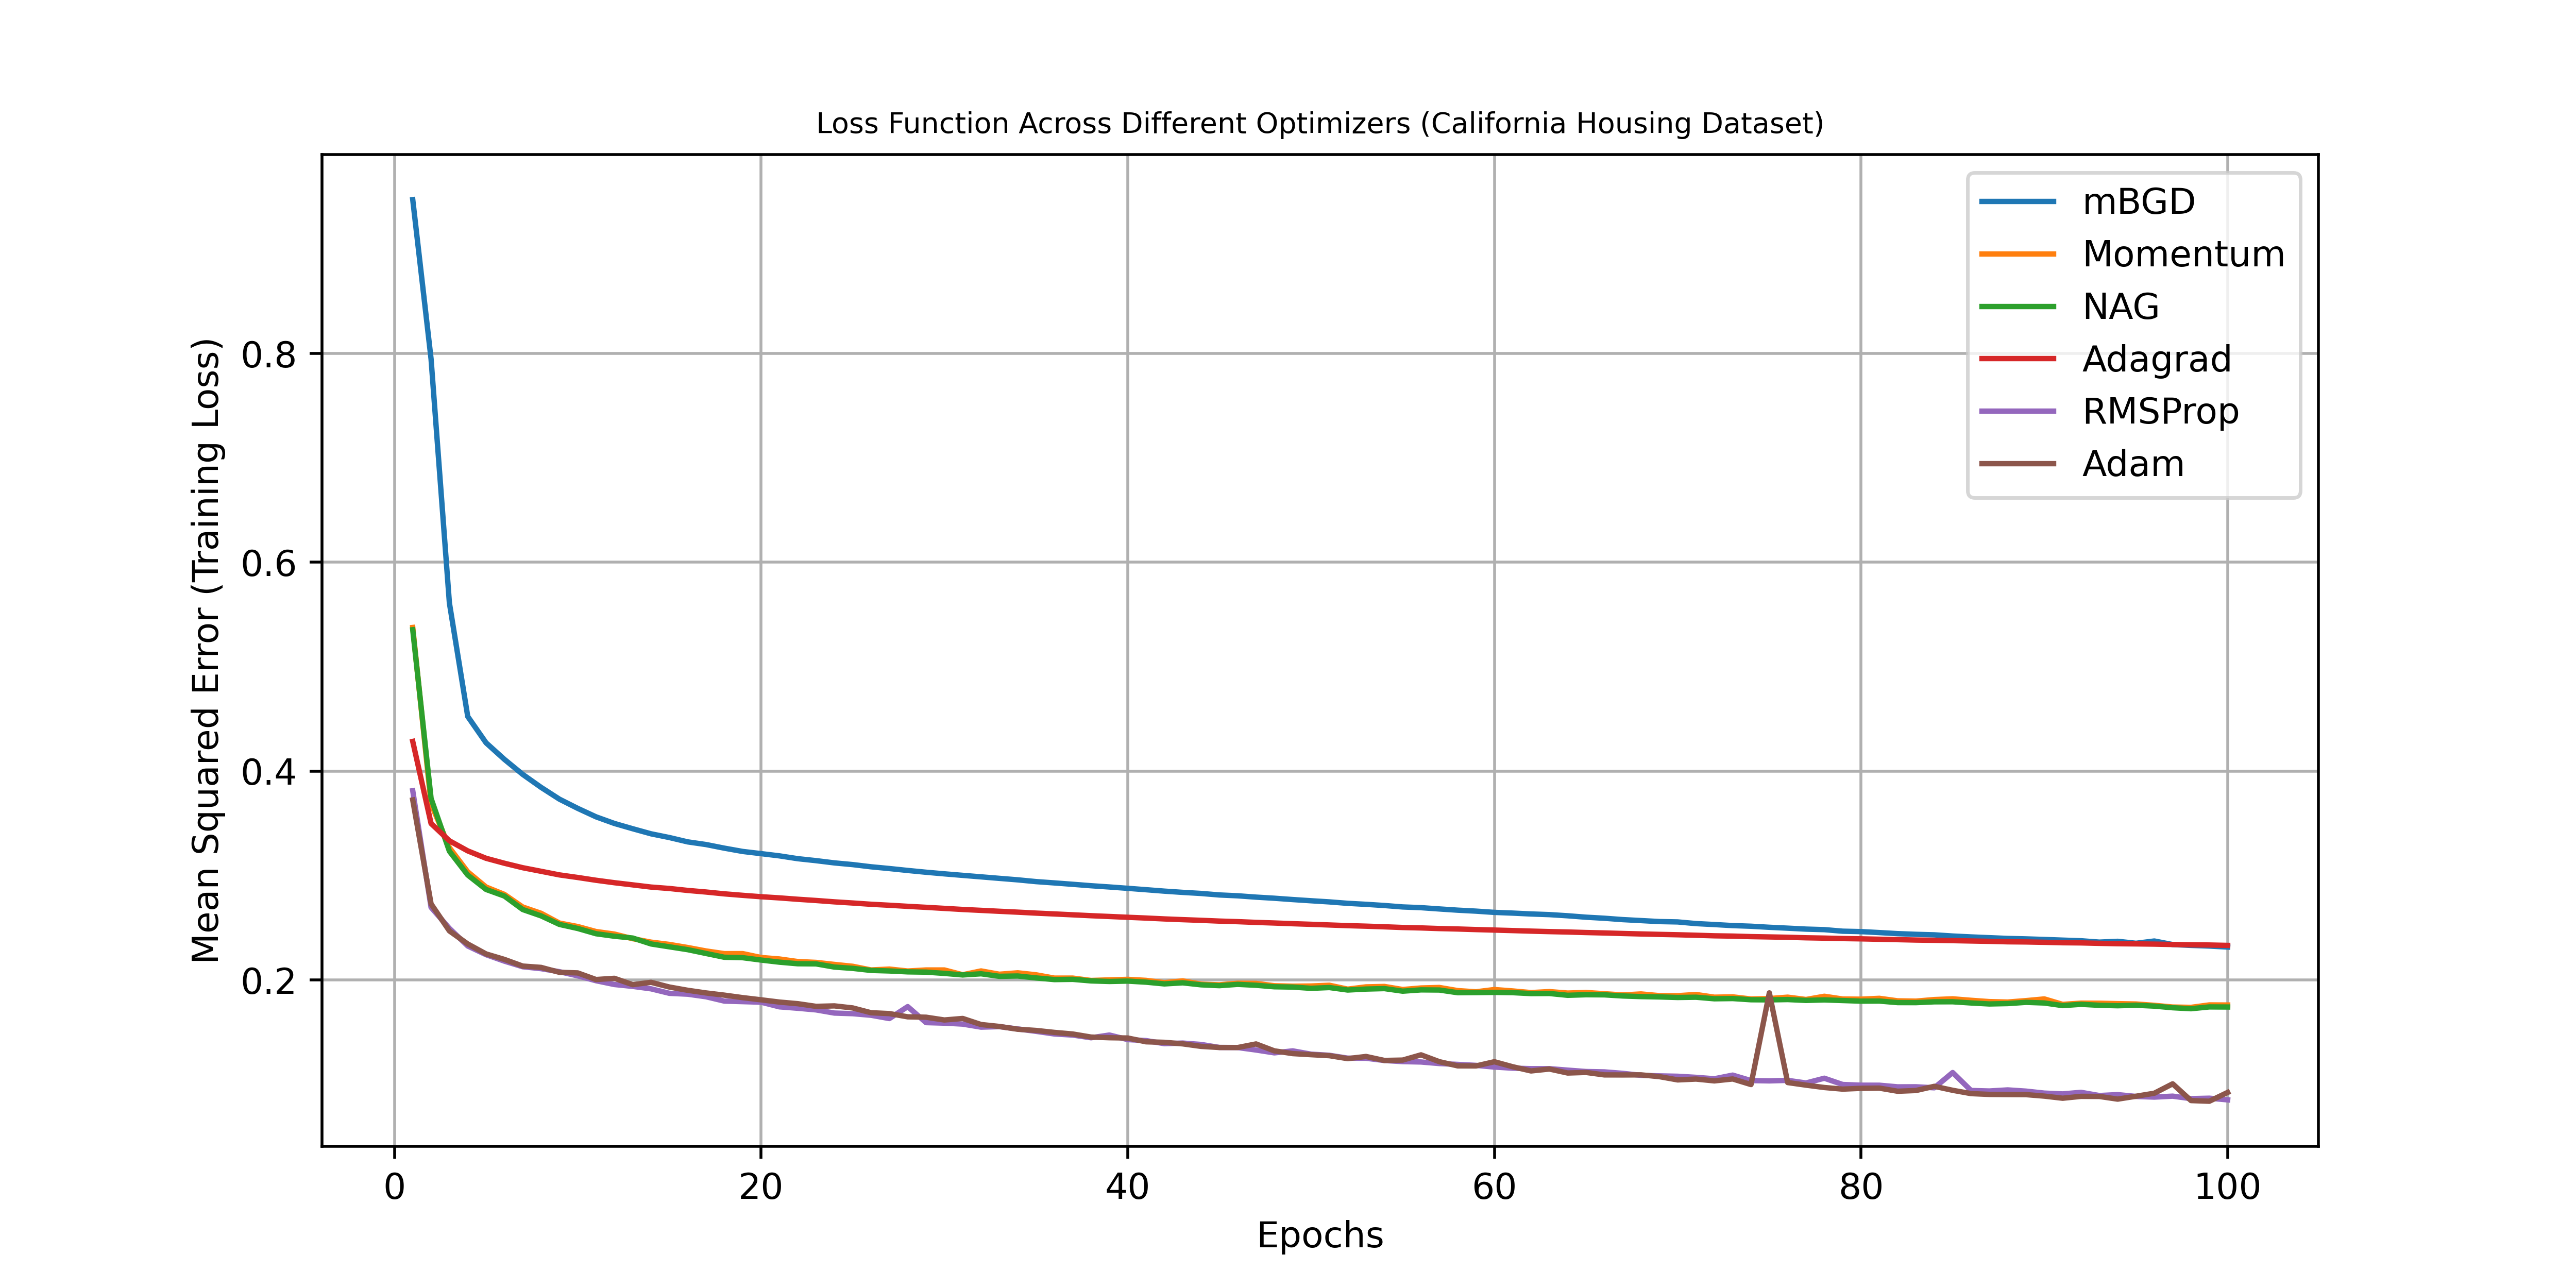 Loss Function Across Different Optimizers (California Housing Dataset)
Mean Squared Error (Training Loss)
0.8
0.6
0.4
0.2
mBGD
Momentum
NAG
Adagrad
RMSProp
Adam
0 20 40 60 80 100
Epochs